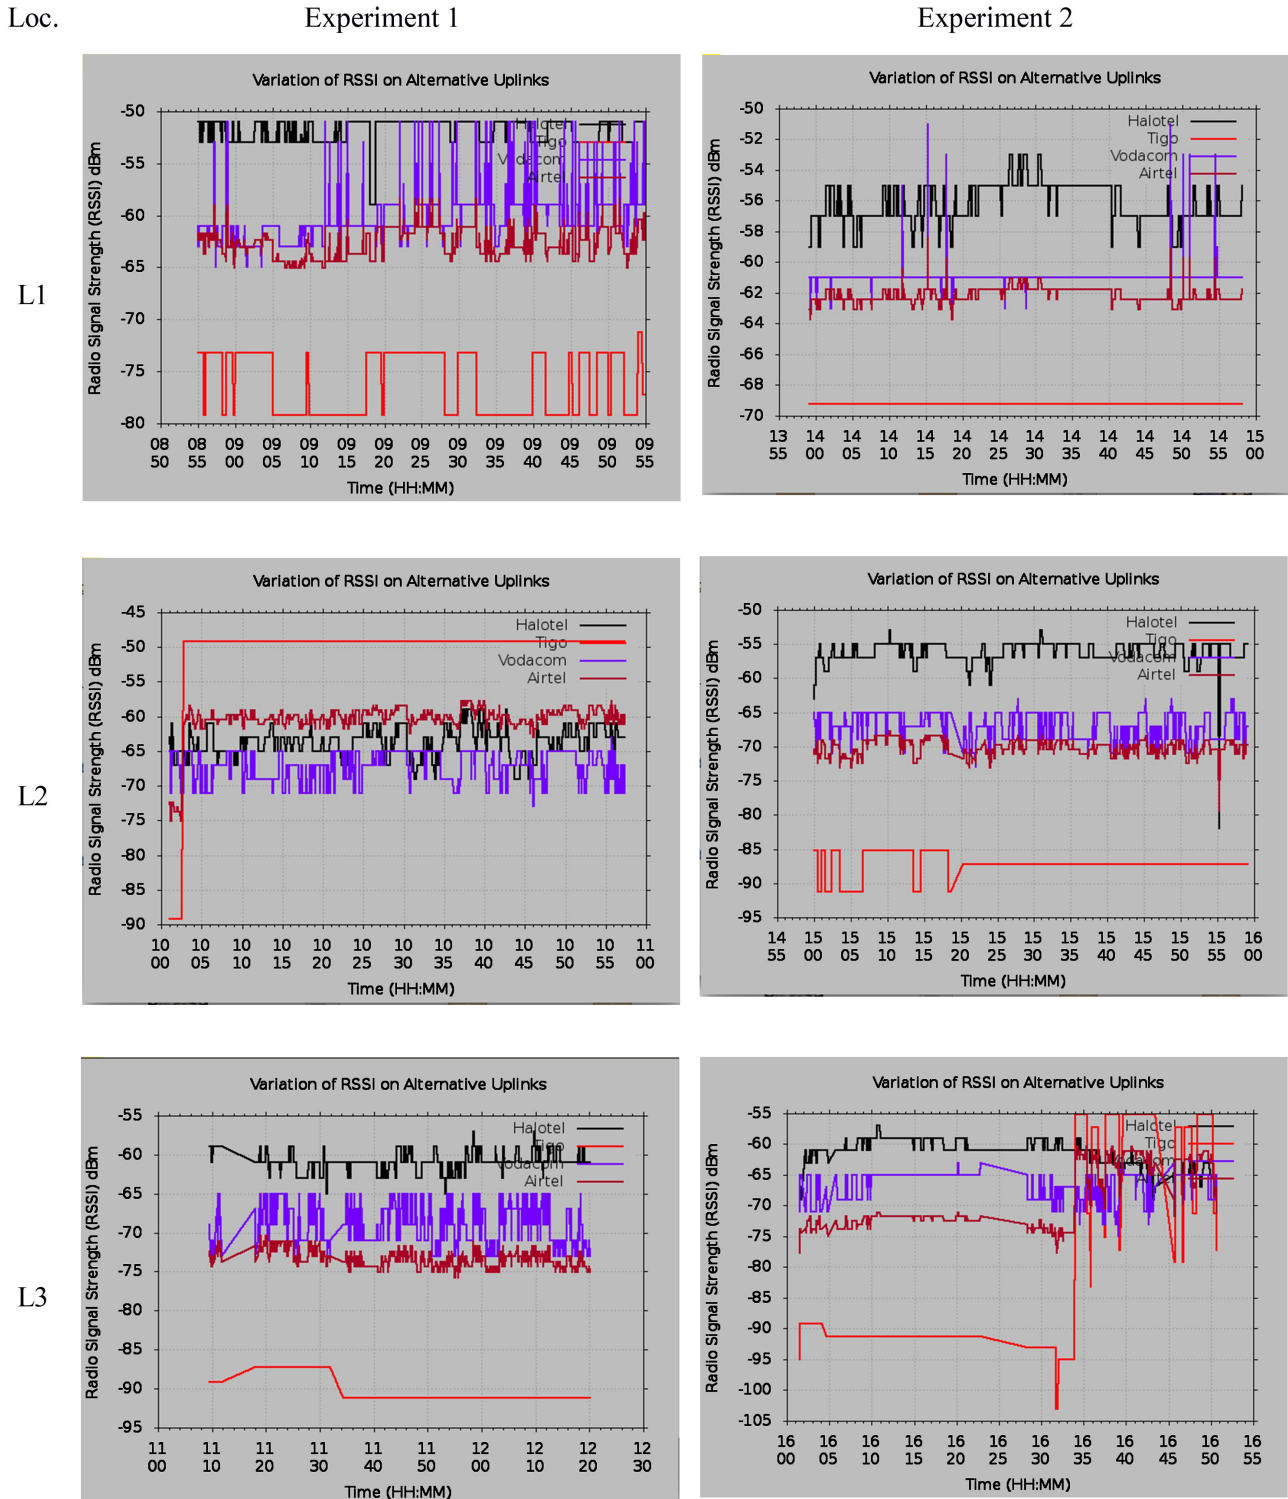 Loc. Experiment 1 Experiment 2
L1
Variation of RSSI on Alternative Uplinks
Radio Signal Strength (RSSI) dBm
-50
-55
-60
-65
-70
-75
-80
Halotel
Tigo
Vodacom
Airtel
08 08 09 09 09 09 09 09 09 09 09 09 09 09
50 55 00 05 10 15 20 25 30 35 40 45 50 55
Time (HH:MM)
Variation of RSSI on Alternative Uplinks
Radio Signal Strength (RSSI) dBm
-50
-52
-54
-56
-58
-60
-62
-64
-66
-68
-70
Halotel
Tigo
Vodacom
Airtel
13 14 14 14 14 14 14 14 14 14 14 14 14 15
55 00 05 10 15 20 25 30 35 40 45 50 55 00
Time (HH:MM)
L2
Variation of RSSI on Alternative Uplinks
Radio Signal Strength (RSSI) dBm
-45
-50
-55
-60
-65
-70
-75
-80
-85
-90
Halotel
Tigo
Vodacom
Airtel
10 10 10 10 10 10 10 10 10 10 10 10 11
00 05 10 15 20 25 30 35 40 45 50 55 00
Time (HH:MM)
Variation of RSSI on Alternative Uplinks
Radio Signal Strength (RSSI) dBm
-50
-55
-60
-65
-70
-75
-80
-85
-90
-95
Halotel
Tigo
Vodacom
Airtel
14 15 15 15 15 15 15 15 15 15 15 15 15 16
55 00 05 10 15 20 25 30 35 40 45 50 55 00
Time (HH:MM)
L3
Variation of RSSI on Alternative Uplinks
Radio Signal Strength (RSSI) dBm
-55
-60
-65
-70
-75
-80
-85
-90
-95
Halotel
Tigo
Vodacom
Airtel
11 11 11 11 11 11 12 12 12 12
00 10 20 30 40 50 00 10 20 30
Time (HH:MM)
Variation of RSSI on Alternative Uplinks
Radio Signal Strength (RSSI) dBm
-55
-60
-65
-70
-75
-80
-85
-90
-95
-100
-105
Halotel
Tigo
Vodacom
16 16 16 16 16 16 16 16 16 16 16 16
00 05 10 15 20 25 30 35 40 45 50 55
Time (HH:MM)